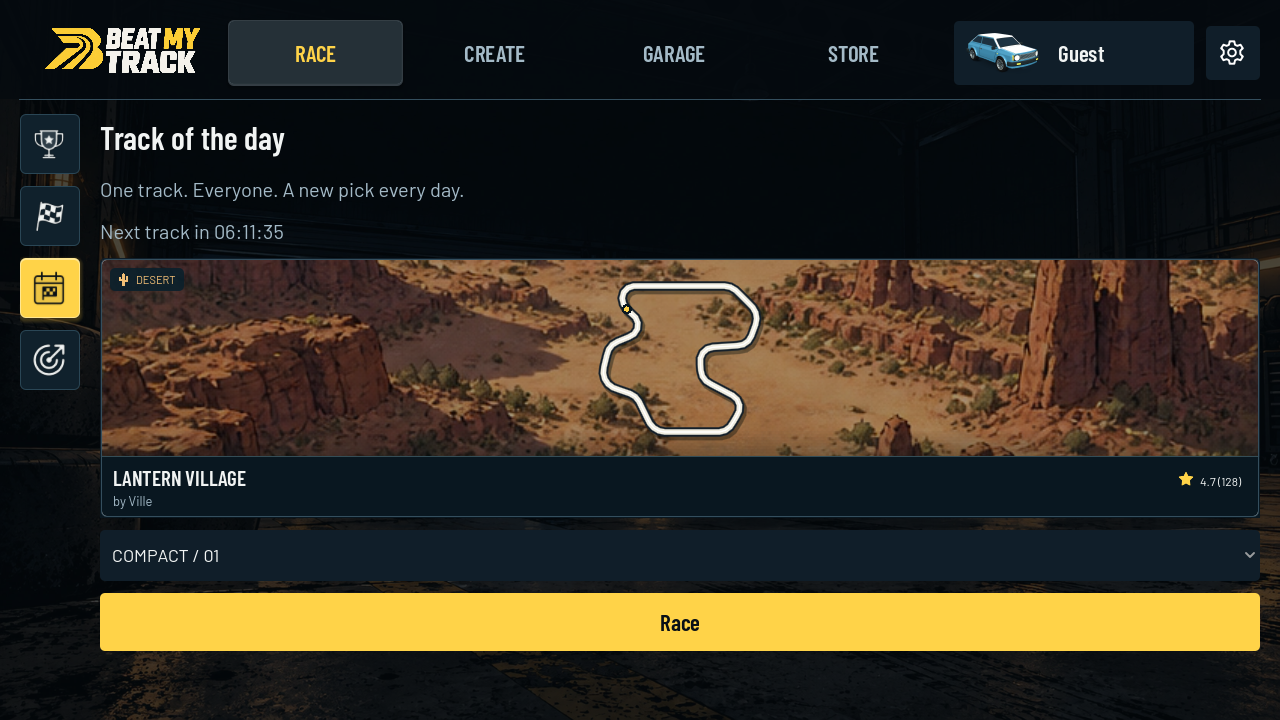 BEAT MY TRACK
RACE
CREATE
GARAGE
STORE
Guest
Track of the day
One track. Everyone. A new pick every day.
Next track in 06:11:35
DESERT
LANTERN VILLAGE
by Ville
4.7 (128)
COMPACT / 01
Race